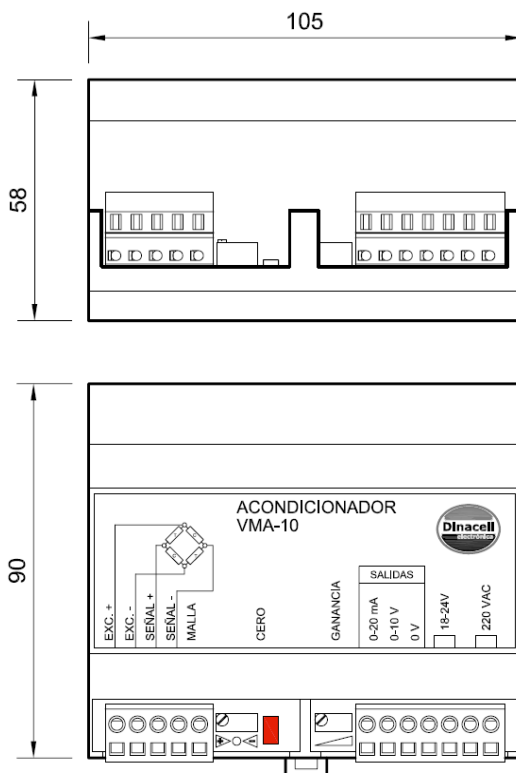 105
58
90
ACONDICIONADOR
VMA-10
Dinacell
electrónica
EXC. +
EXC. -
SEÑAL +
SEÑAL -
MALLA
CERO
GANANCIA
SALIDAS
0-20 mA
0-10 V
0 V
18-24V
220 VAC
+
-